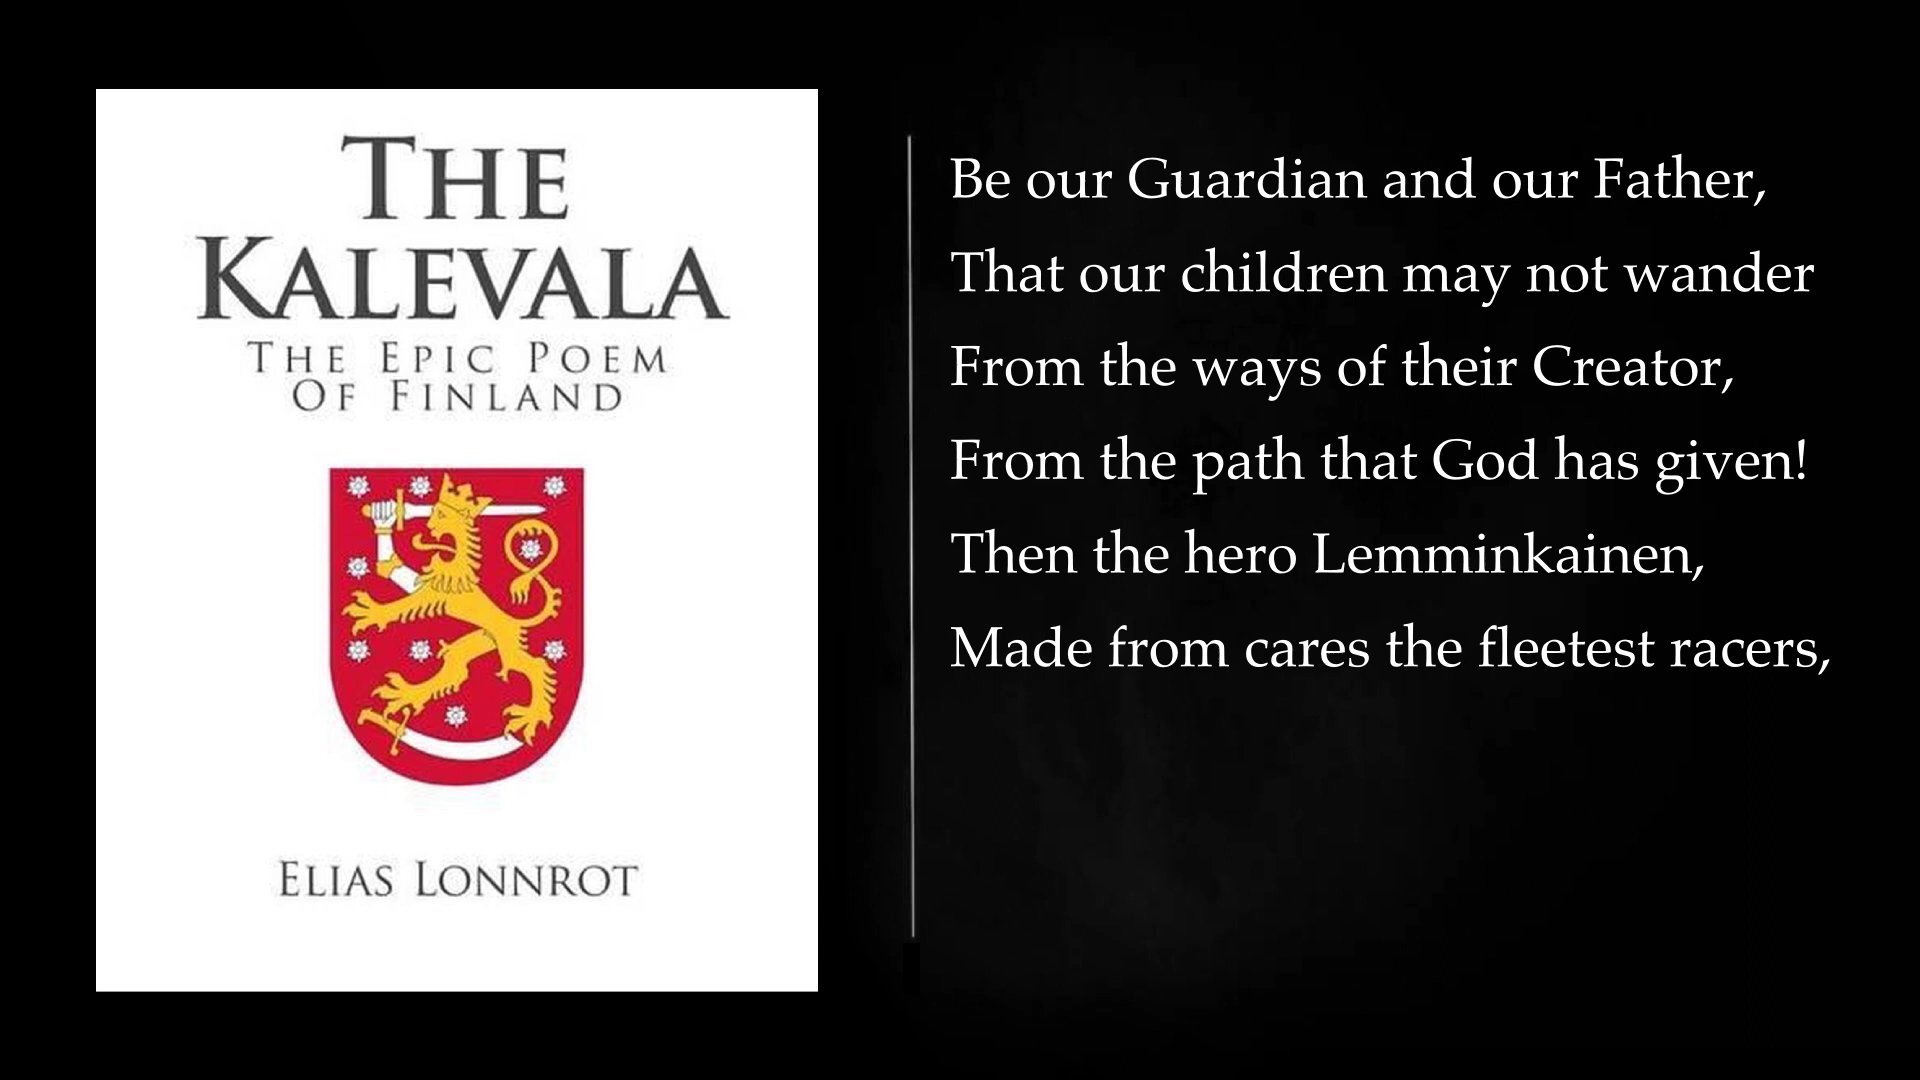 THE
KALEVALA
THE EPIC POEM
OF FINLAND
ELIAS LONNROT
Be our Guardian and our Father,
That our children may not wander
From the ways of their Creator,
From the path that God has given!
Then the hero Lemminkainen,
Made from cares the fleetest racers,